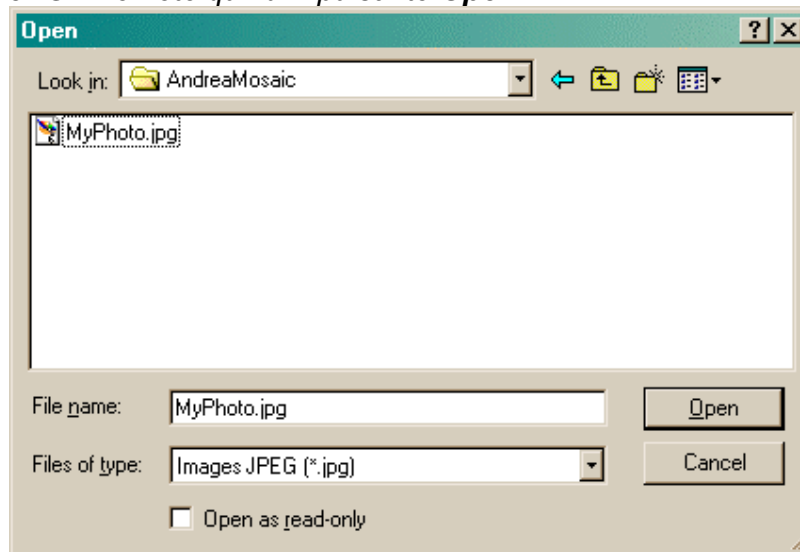 Open
Look in: AndreaMosaic
MyPhoto.jpg
File name: MyPhoto.jpg Open
Files of type: Images JPEG (*.jpg) Cancel
Open as read-only